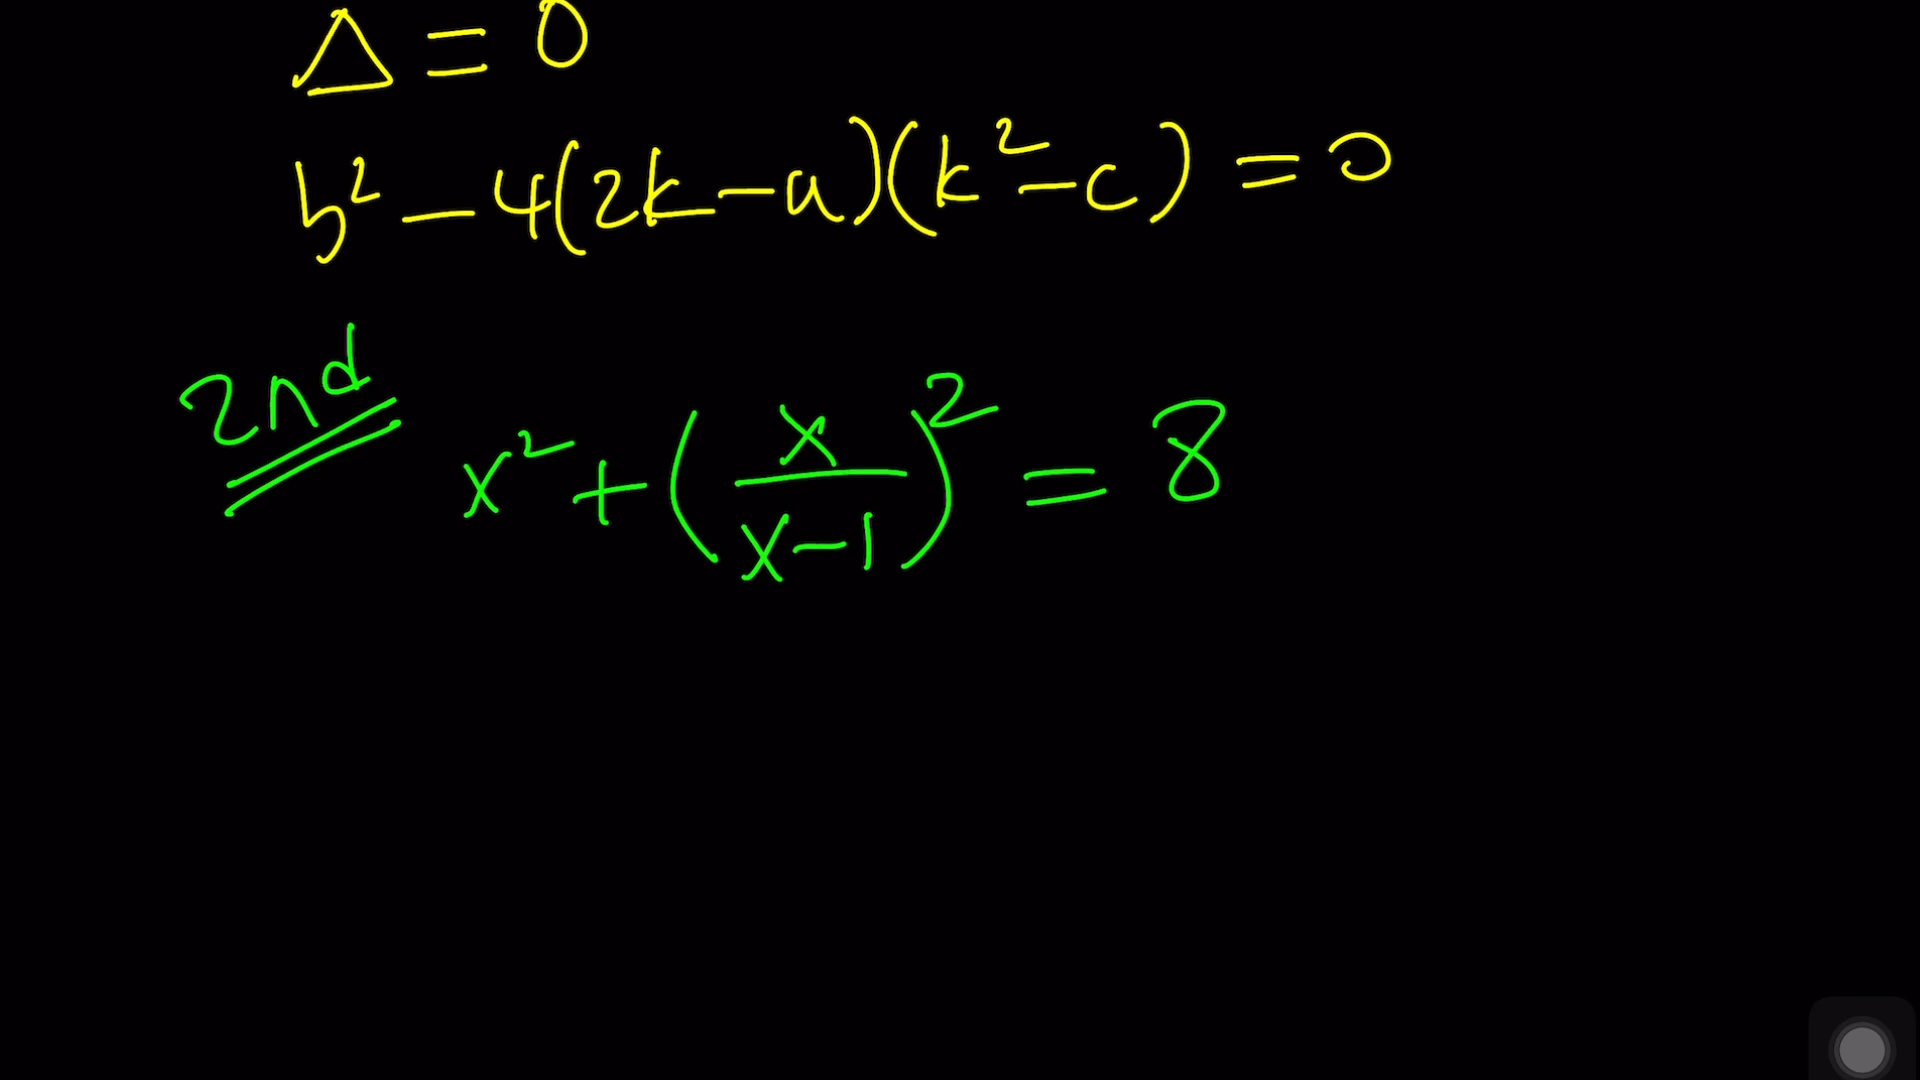 Δ = 0
b² - 4(2k - a)(k² - c) = 0
2nd
x² + (x/(x-1))² = 8